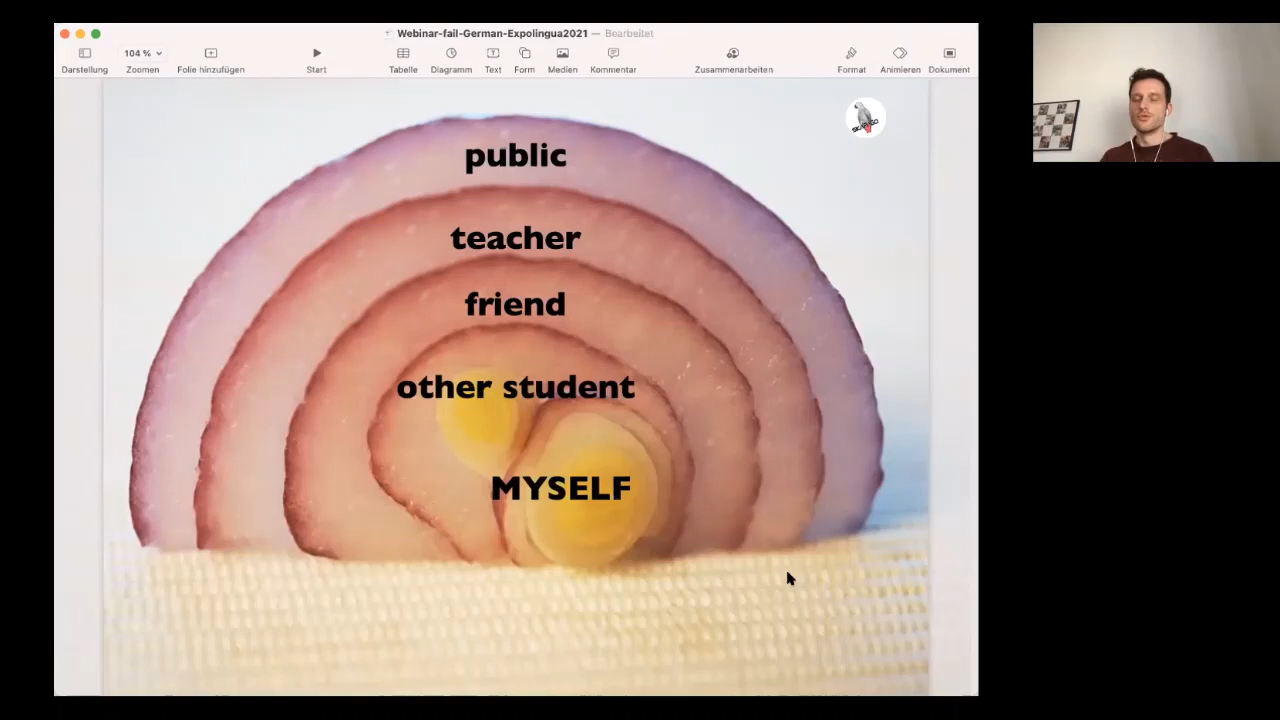 Webinar-fail-German-Expolingua2021 — Bearbeitet
104 %
Darstellung Zoomen Folie hinzufügen Start Tabelle Diagramm Text Form Medien Kommentar Zusammenarbeiten Format Animieren Dokument
public
teacher
friend
other student
MYSELF